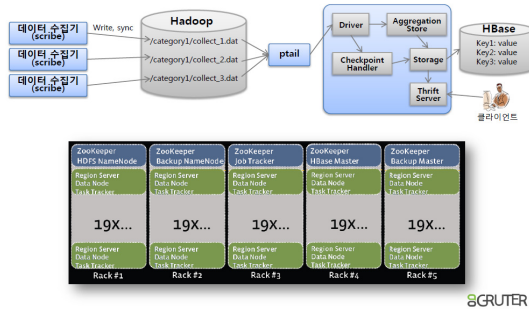 데이터 수집기
(scribe)
데이터 수집기
(scribe)
데이터 수집기
(scribe)
Write, sync
Hadoop
/category1/collect_1.dat
/category1/collect_2.dat
/category1/collect_3.dat
ptail
Driver
Aggregation
Store
Checkpoint
Handler
Storage
Thrift
Server
HBase
Key1: value
Key2: value
Key3: value
클라이언트
ZooKeeper
HDFS NameNode
Region Server
Data Node
Task Tracker
19x...
Region Server
Data Node
Task Tracker
Rack #1
ZooKeeper
Backup NameNode
Region Server
Data Node
Task Tracker
19x...
Region Server
Data Node
Task Tracker
Rack #2
ZooKeeper
Job Tracker
Region Server
Data Node
Task Tracker
19x...
Region Server
Data Node
Task Tracker
Rack #3
ZooKeeper
HBase Master
Region Server
Data Node
Task Tracker
19x...
Region Server
Data Node
Task Tracker
Rack #4
ZooKeeper
Backup Master
Region Server
Data Node
Task Tracker
19x...
Region Server
Data Node
Task Tracker
Rack #5
GRUTER